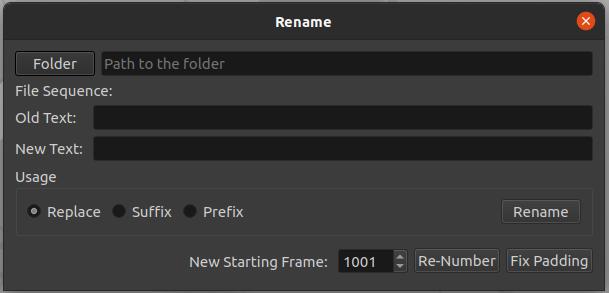 Rename
Folder Path to the folder
File Sequence:
Old Text:
New Text:
Usage
Replace Suffix Prefix Rename
New Starting Frame: 1001 Re-Number Fix Padding